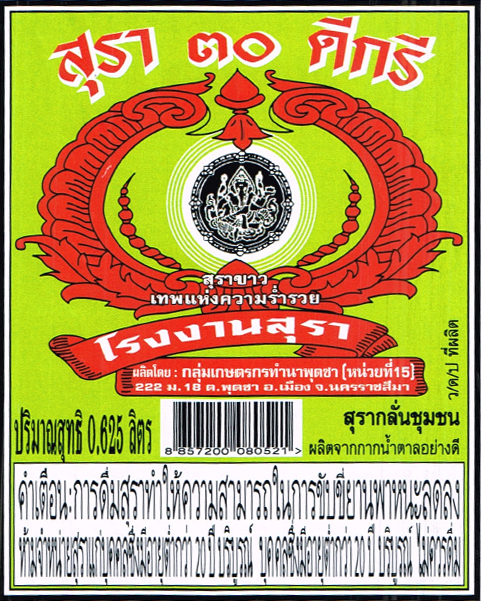 สุรา ๓๐ ดีกรี
สุราขาว
เทพแห่งความร่ำรวย
โรงงานสุรา
ผลิตโดย : กลุ่มเกษตรกรทำนาพุดซา (หน่วยที่15)
222 ม. 18 ต.พุดซา อ.เมือง จ.นครราชสีมา
ว/ด/ป ที่ผลิต
ปริมาณสุทธิ 0.625 ลิตร
8 857200 080521 >
สุรากลั่นชุมชน
ผลิตจากกากน้ำตาลอย่างดี
คำเตือน:การดื่มสุราทำให้ความสามารถในการขับขี่ยานพาหนะลดลง
ห้ามจำหน่ายสุราแก่บุคคลซึ่งมีอายุต่ำกว่า 20 ปี บริบูรณ์ บุคคลซึ่งมีอายุต่ำกว่า 20 ปี บริบูรณ์ ไม่ควรดื่ม